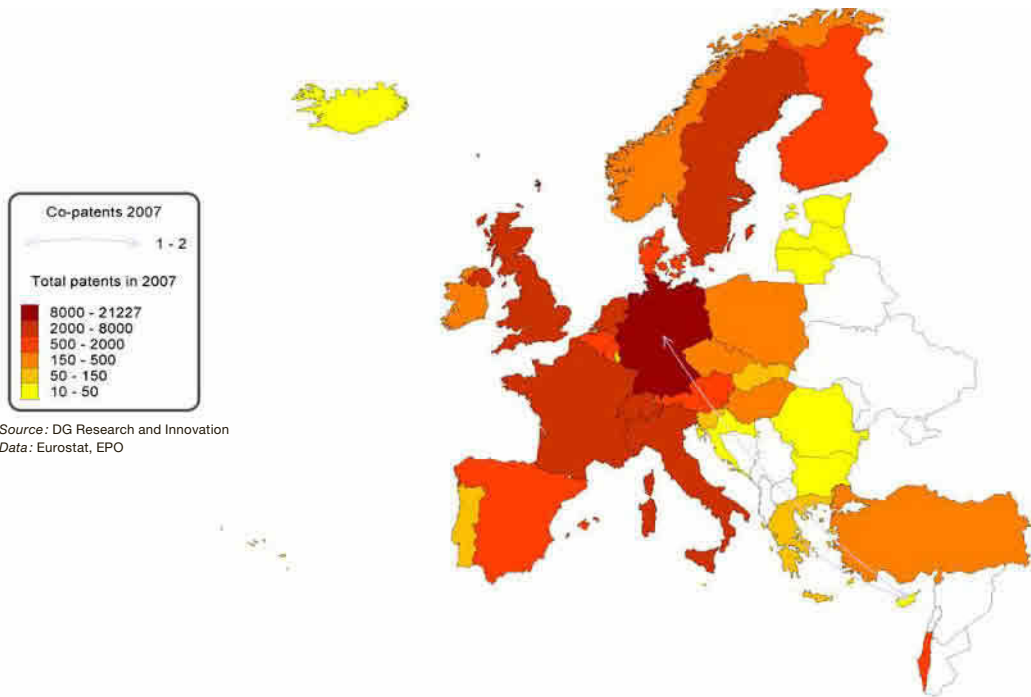 Co-patents 2007
1 - 2
Total patents in 2007
8000 - 21227
2000 - 8000
500 - 2000
150 - 500
50 - 150
10 - 50
Source: DG Research and Innovation
Data: Eurostat, EPO